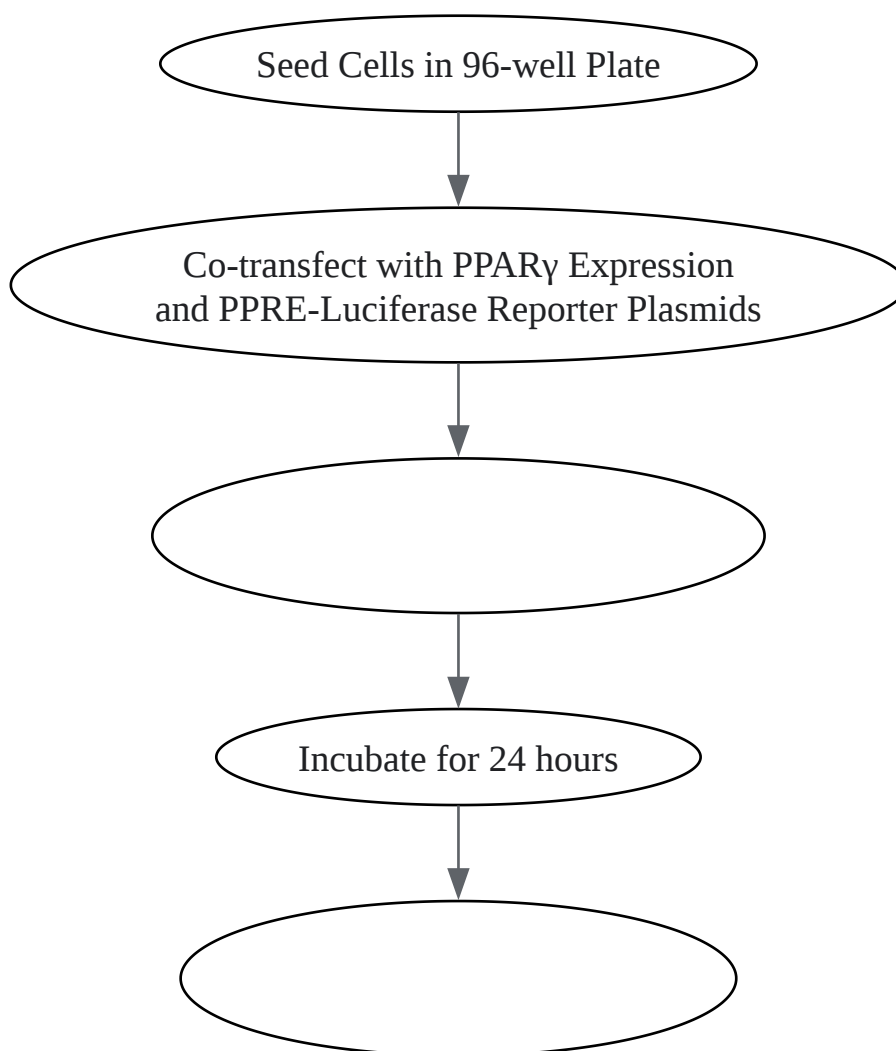 Seed Cells in 96-well Plate
Co-transfect with PPARγ Expression
and PPRE-Luciferase Reporter Plasmids
Incubate for 24 hours